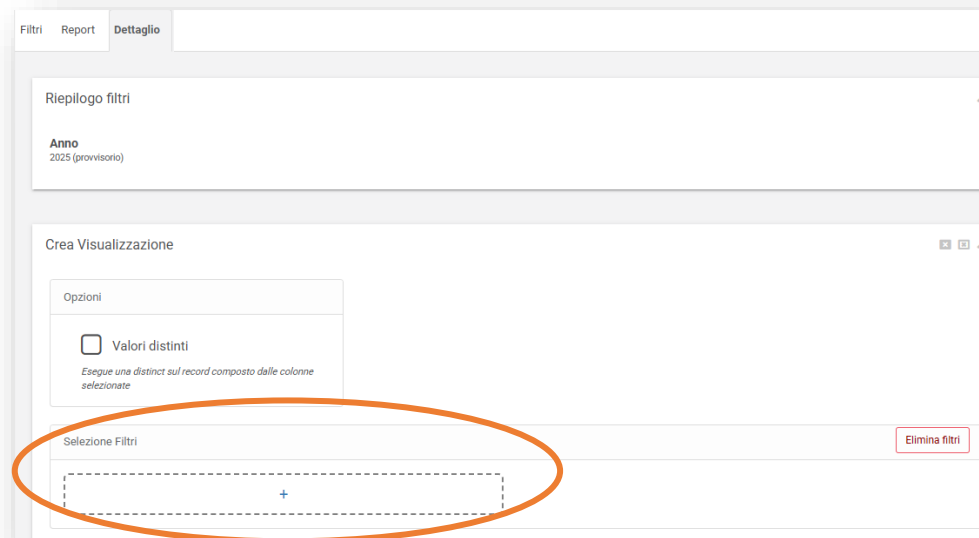 Filtri Report Dettaglio
Riepilogo filtri
Anno
2025 (provvisorio)
Crea Visualizzazione
Opzioni
Valori distinti
Esegue una distinct sul record composto dalle colonne
selezionate
Selezione Filtri
Elimina filtri
+